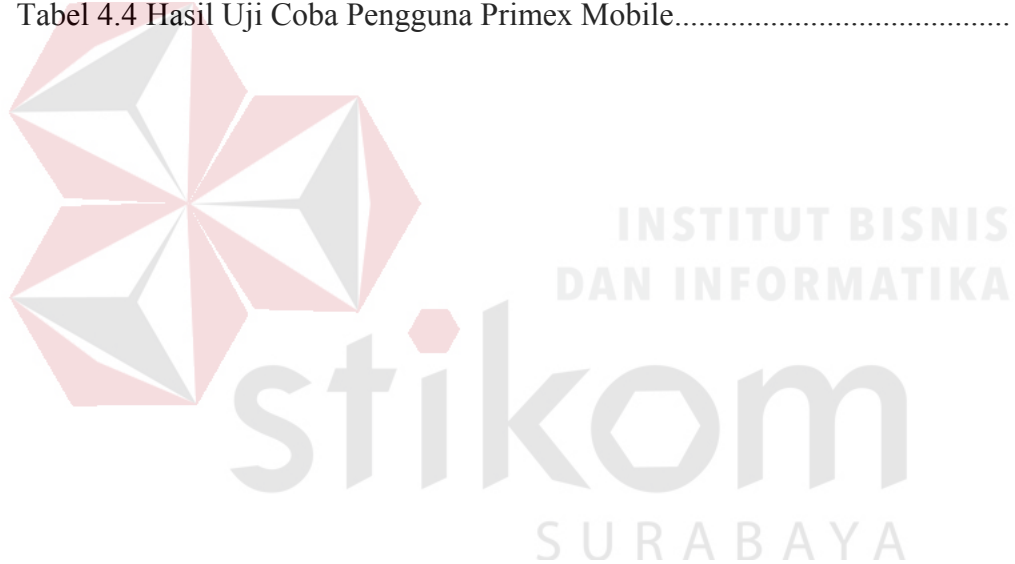 Tabel 4.4 Hasil Uji Coba Pengguna Primex Mobile.........................................
INSTITUT BISNIS
DAN INFORMATIKA
stikom
SURABAYA